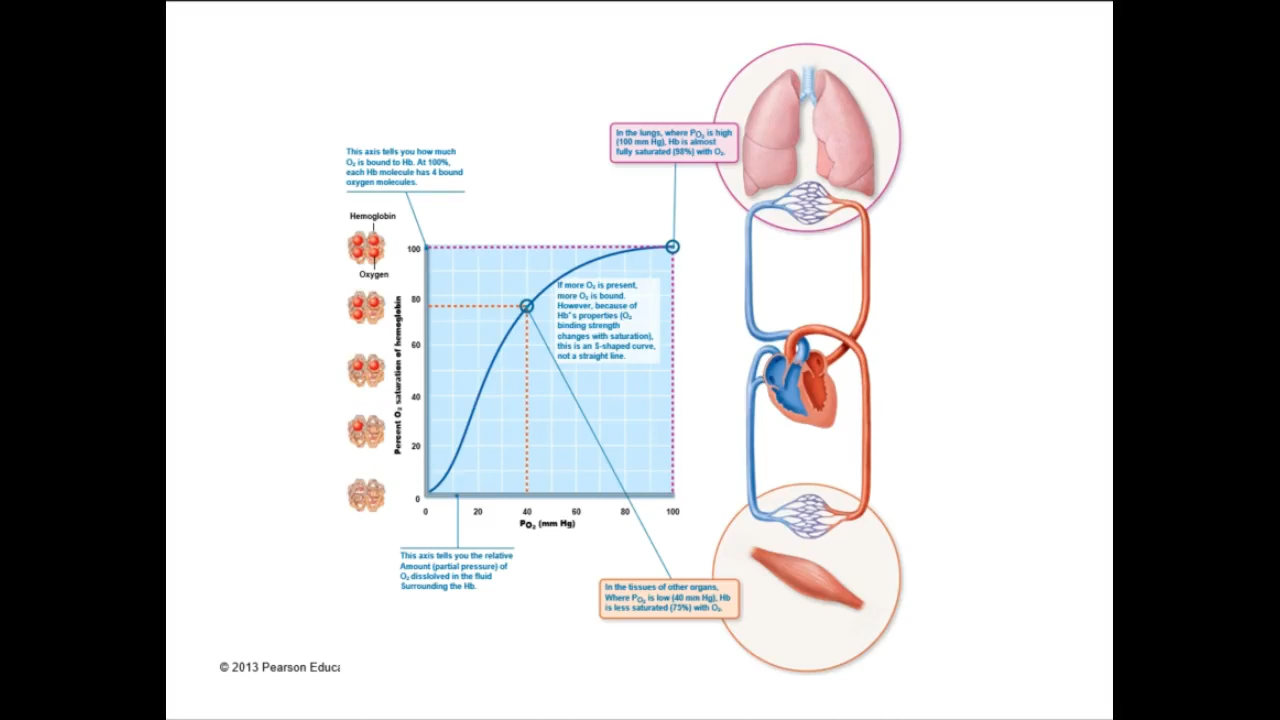 In the lungs, where PO₂ is high
(100 mm Hg), Hb is almost
fully saturated (98%) with O₂.
This axis tells you how much
O₂ is bound to Hb. At 100%,
each Hb molecule has 4 bound
oxygen molecules.
Hemoglobin
Oxygen
Percent O₂ saturation of hemoglobin
100
80
60
40
20
0
If more O₂ is present,
more O₂ is bound.
However, because of
Hb's properties (O₂
binding strength
changes with saturation),
this is an S-shaped curve,
not a straight line.
0 20 40 60 80 100
PO₂ (mm Hg)
This axis tells you the relative
Amount (partial pressure) of
O₂ disslolved in the fluid
Surrounding the Hb.
In the tissues of other organs,
Where PO₂ is low (40 mm Hg), Hb
is less saturated (75%) with O₂.
© 2013 Pearson Educa